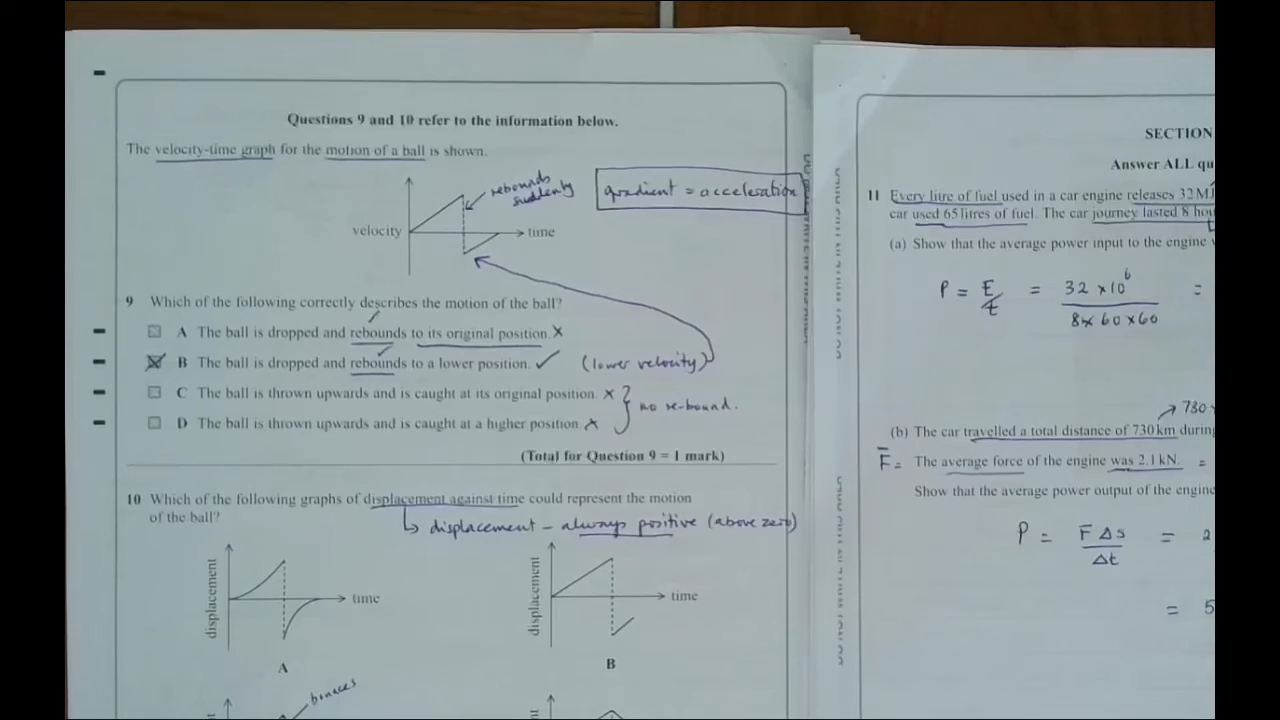 Questions 9 and 10 refer to the information below.
The velocity-time graph for the motion of a ball is shown.
rebounds
suddenly
gradient = acceleration
velocity
time
9 Which of the following correctly describes the motion of the ball?
A The ball is dropped and rebounds to its original position. ×
B The ball is dropped and rebounds to a lower position. ✓ (lower velocity)
C The ball is thrown upwards and is caught at its original position. ×
D The ball is thrown upwards and is caught at a higher position. ×
} no re-bound.
(Total for Question 9 = 1 mark)
10 Which of the following graphs of displacement against time could represent the motion
of the ball?
↳ displacement – always positive (above zero)
displacement
time
A
displacement
time
B
bounces
SECTION
Answer ALL qu
11 Every litre of fuel used in a car engine releases 32 MJ
car used 65 litres of fuel. The car journey lasted 8 hou
(a) Show that the average power input to the engine
P = E/t = 32 × 10^6 / 8 × 60 × 60 =
730
(b) The car travelled a total distance of 730 km during
F = The average force of the engine was 2.1 kN. =
Show that the average power output of the engine
P = F Δs / Δt = 2
= 5